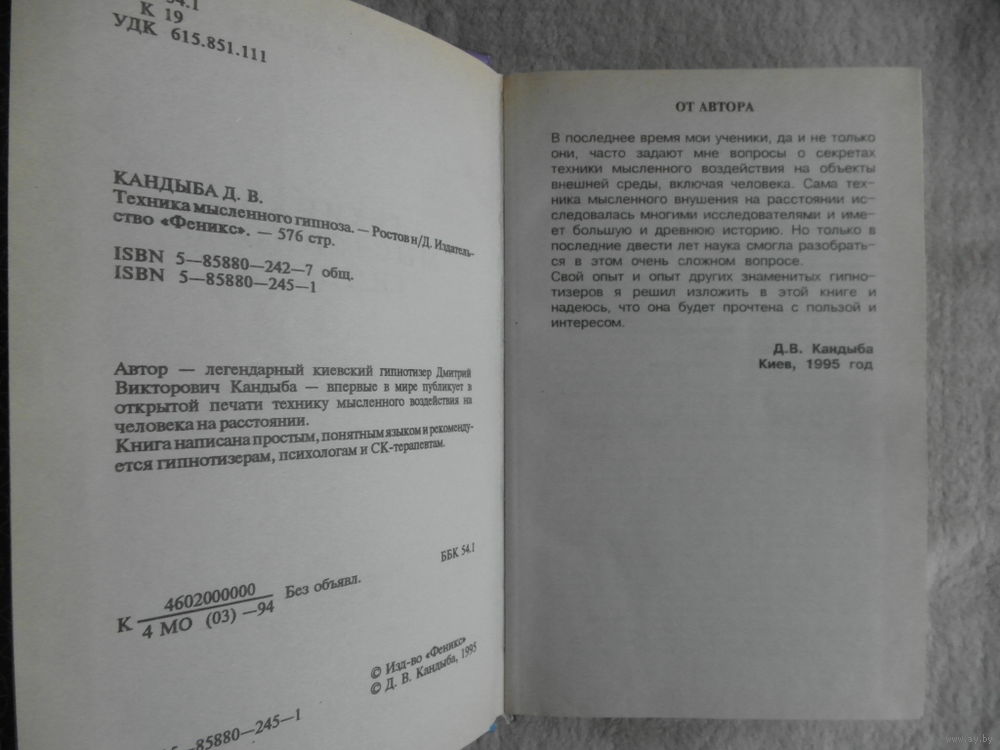 54.1
К 19
УДК 615.851.111
КАНДЫБА Д. В.
Техника мысленного гипноза. — Ростов н/Д. Издатель-
ство «Феникс». — 576 стр.
ISBN 5—85880—242—7 общ.
ISBN 5—85880—245—1
Автор — легендарный киевский гипнотизер Дмитрий
Викторович Кандыба — впервые в мире публикует в
открытой печати технику мысленного воздействия на
человека на расстоянии.
Книга написана простым, понятным языком и рекоменду-
ется гипнотизерам, психологам и СК-терапевтам.
ББК 54.1
К 4602000000 Без объявл.
4 МО (03) —94
© Изд-во «Феникс»
© Д. В. Кандыба, 1995
5—85880—245—1
ОТ АВТОРА
В последнее время мои ученики, да и не только
они, часто задают мне вопросы о секретах
техники мысленного воздействия на объекты
внешней среды, включая человека. Сама тех-
ника мысленного внушения на расстоянии ис-
следовалась многими исследователями и име-
ет большую и древнюю историю. Но только в
последние двести лет наука смогла разобрать-
ся в этом очень сложном вопросе.
Свой опыт и опыт других знаменитых гипно-
тизеров я решил изложить в этой книге и
надеюсь, что она будет прочтена с пользой и
интересом.
Д.В. Кандыба
Киев, 1995 год
www.ay.by